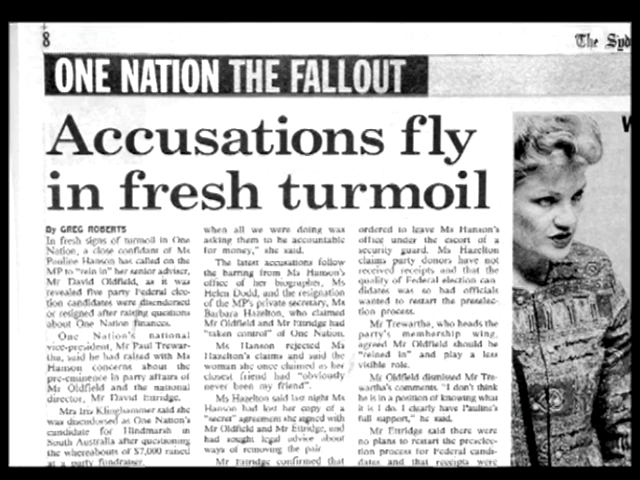 8
The Syd
ONE NATION THE FALLOUT
W
Accusations fly
in fresh turmoil
By GREG ROBERTS
In fresh signs of turmoil in One
Nation, a close confidant of Ms
Pauline Hanson has called on the
MP to "rein in" her senior adviser,
Mr David Oldfield, as it was
revealed five party Federal elec-
tion candidates were disendorsed
or resigned after raising questions
about One Nation finances.
One Nation's national
vice-president, Mr Paul Trewar-
tha, said he had raised with Ms
Hanson concerns about the
pre-eminence in party affairs of
Mr Oldfield and the national
director, Mr David Ettridge.
Mrs Iris Klinghammer said she
was disendorsed as One Nation's
candidate for Hindmarsh in
South Australia after questioning
the whereabouts of $7,000 raised
at a party fundraiser.
when all we were doing was
asking them to be accountable
for money," she said.
The latest accusations follow
the barring from Ms Hanson's
office of her biographer, Ms
Helen Dodd, and the resignation
of the MP's private secretary, Ms
Barbara Hazelton, who claimed
Mr Oldfield and Mr Ettridge had
"taken control" of One Nation.
Ms Hanson rejected Ms
Hazelton's claims and said the
woman she once claimed as her
closest friend had "obviously
never been my friend".
Ms Hazelton said last night Ms
Hanson had lost her copy of a
"secret" agreement she signed with
Mr Oldfield and Mr Ettridge, and
had sought legal advice about
ways of removing the pair.
Mr Ettridge confirmed that
ordered to leave Ms Hanson's
office under the escort of a
security guard. Ms Hazelton
claims party donors have not
received receipts and that the
quality of Federal election can-
didates was so bad officials
wanted to restart the preselec-
tion process.
Mr Trewartha, who heads the
party's membership wing,
agreed Mr Oldfield should be
"reined in" and play a less
visible role.
Mr Oldfield dismissed Mr Tre-
wartha's comments. "I don't think
he is in a position of knowing what
it is I do. I clearly have Pauline's
full support," he said.
Mr Ettridge said there were
no plans to restart the preselec-
tion process for Federal candi-
dates and that receipts were